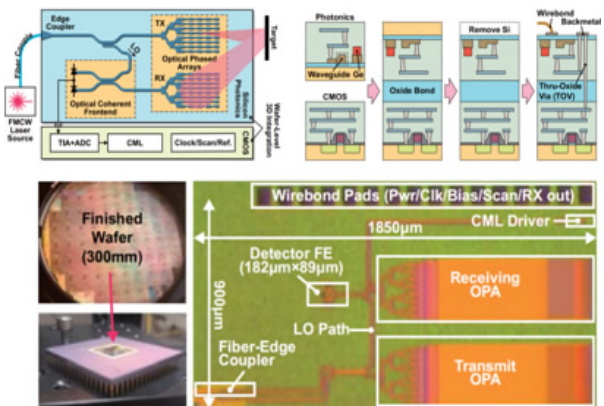 Edge
Coupler
Fiber Couple
LO
TX
RX
Optical Phased
Arrays
Target
Optical Coherent
Frontend
FMCW
Laser
Source
Silicon
Photonics
Wafer-Level
3D Integration
CMOS
TIA+ADC
CML
Clock/Scan/Ref.
Photonics
Waveguide Ge
CMOS
Oxide Bond
Remove Si
Wirebond
Backmetal
Thru-Oxide
Via (TOV)
Finished
Wafer
(300mm)
Wirebond Pads (Pwr/Clk/Bias/Scan/RX out)
1850µm
CML Driver
900µm
Detector FE
(182µm×89µm)
Receiving
OPA
LO Path
Fiber-Edge
Coupler
Transmit
OPA